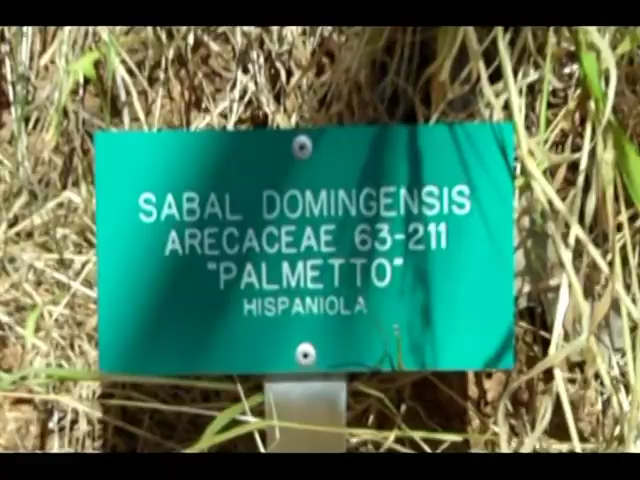 SABAL DOMINGENSIS
ARECACEAE 63-211
"PALMETTO"
HISPANIOLA